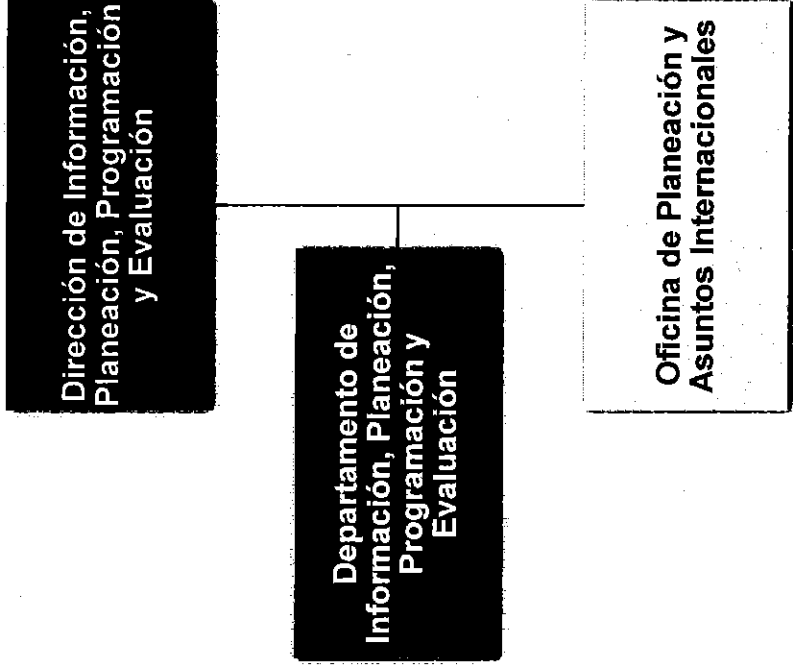 Dirección de Información,
Planeación, Programación
y Evaluación
Departamento de
Información, Planeación,
Programación y
Evaluación
Oficina de Planeación y
Asuntos Internacionales